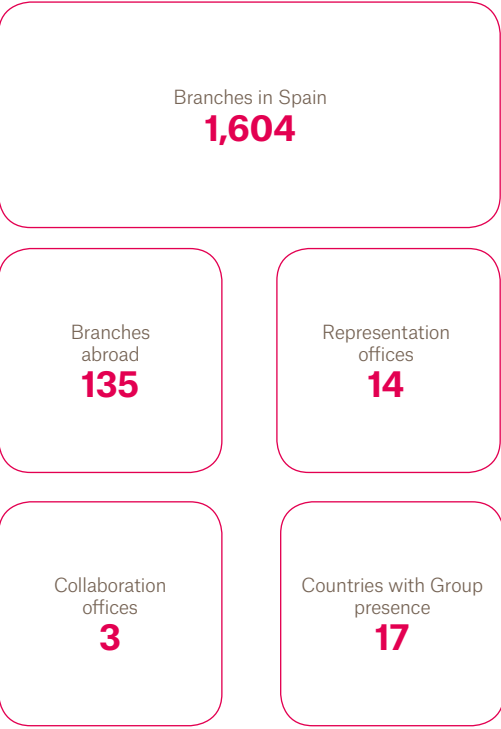 Branches in Spain
1,604
Branches
abroad
135
Representation
offices
14
Collaboration
offices
3
Countries with Group
presence
17